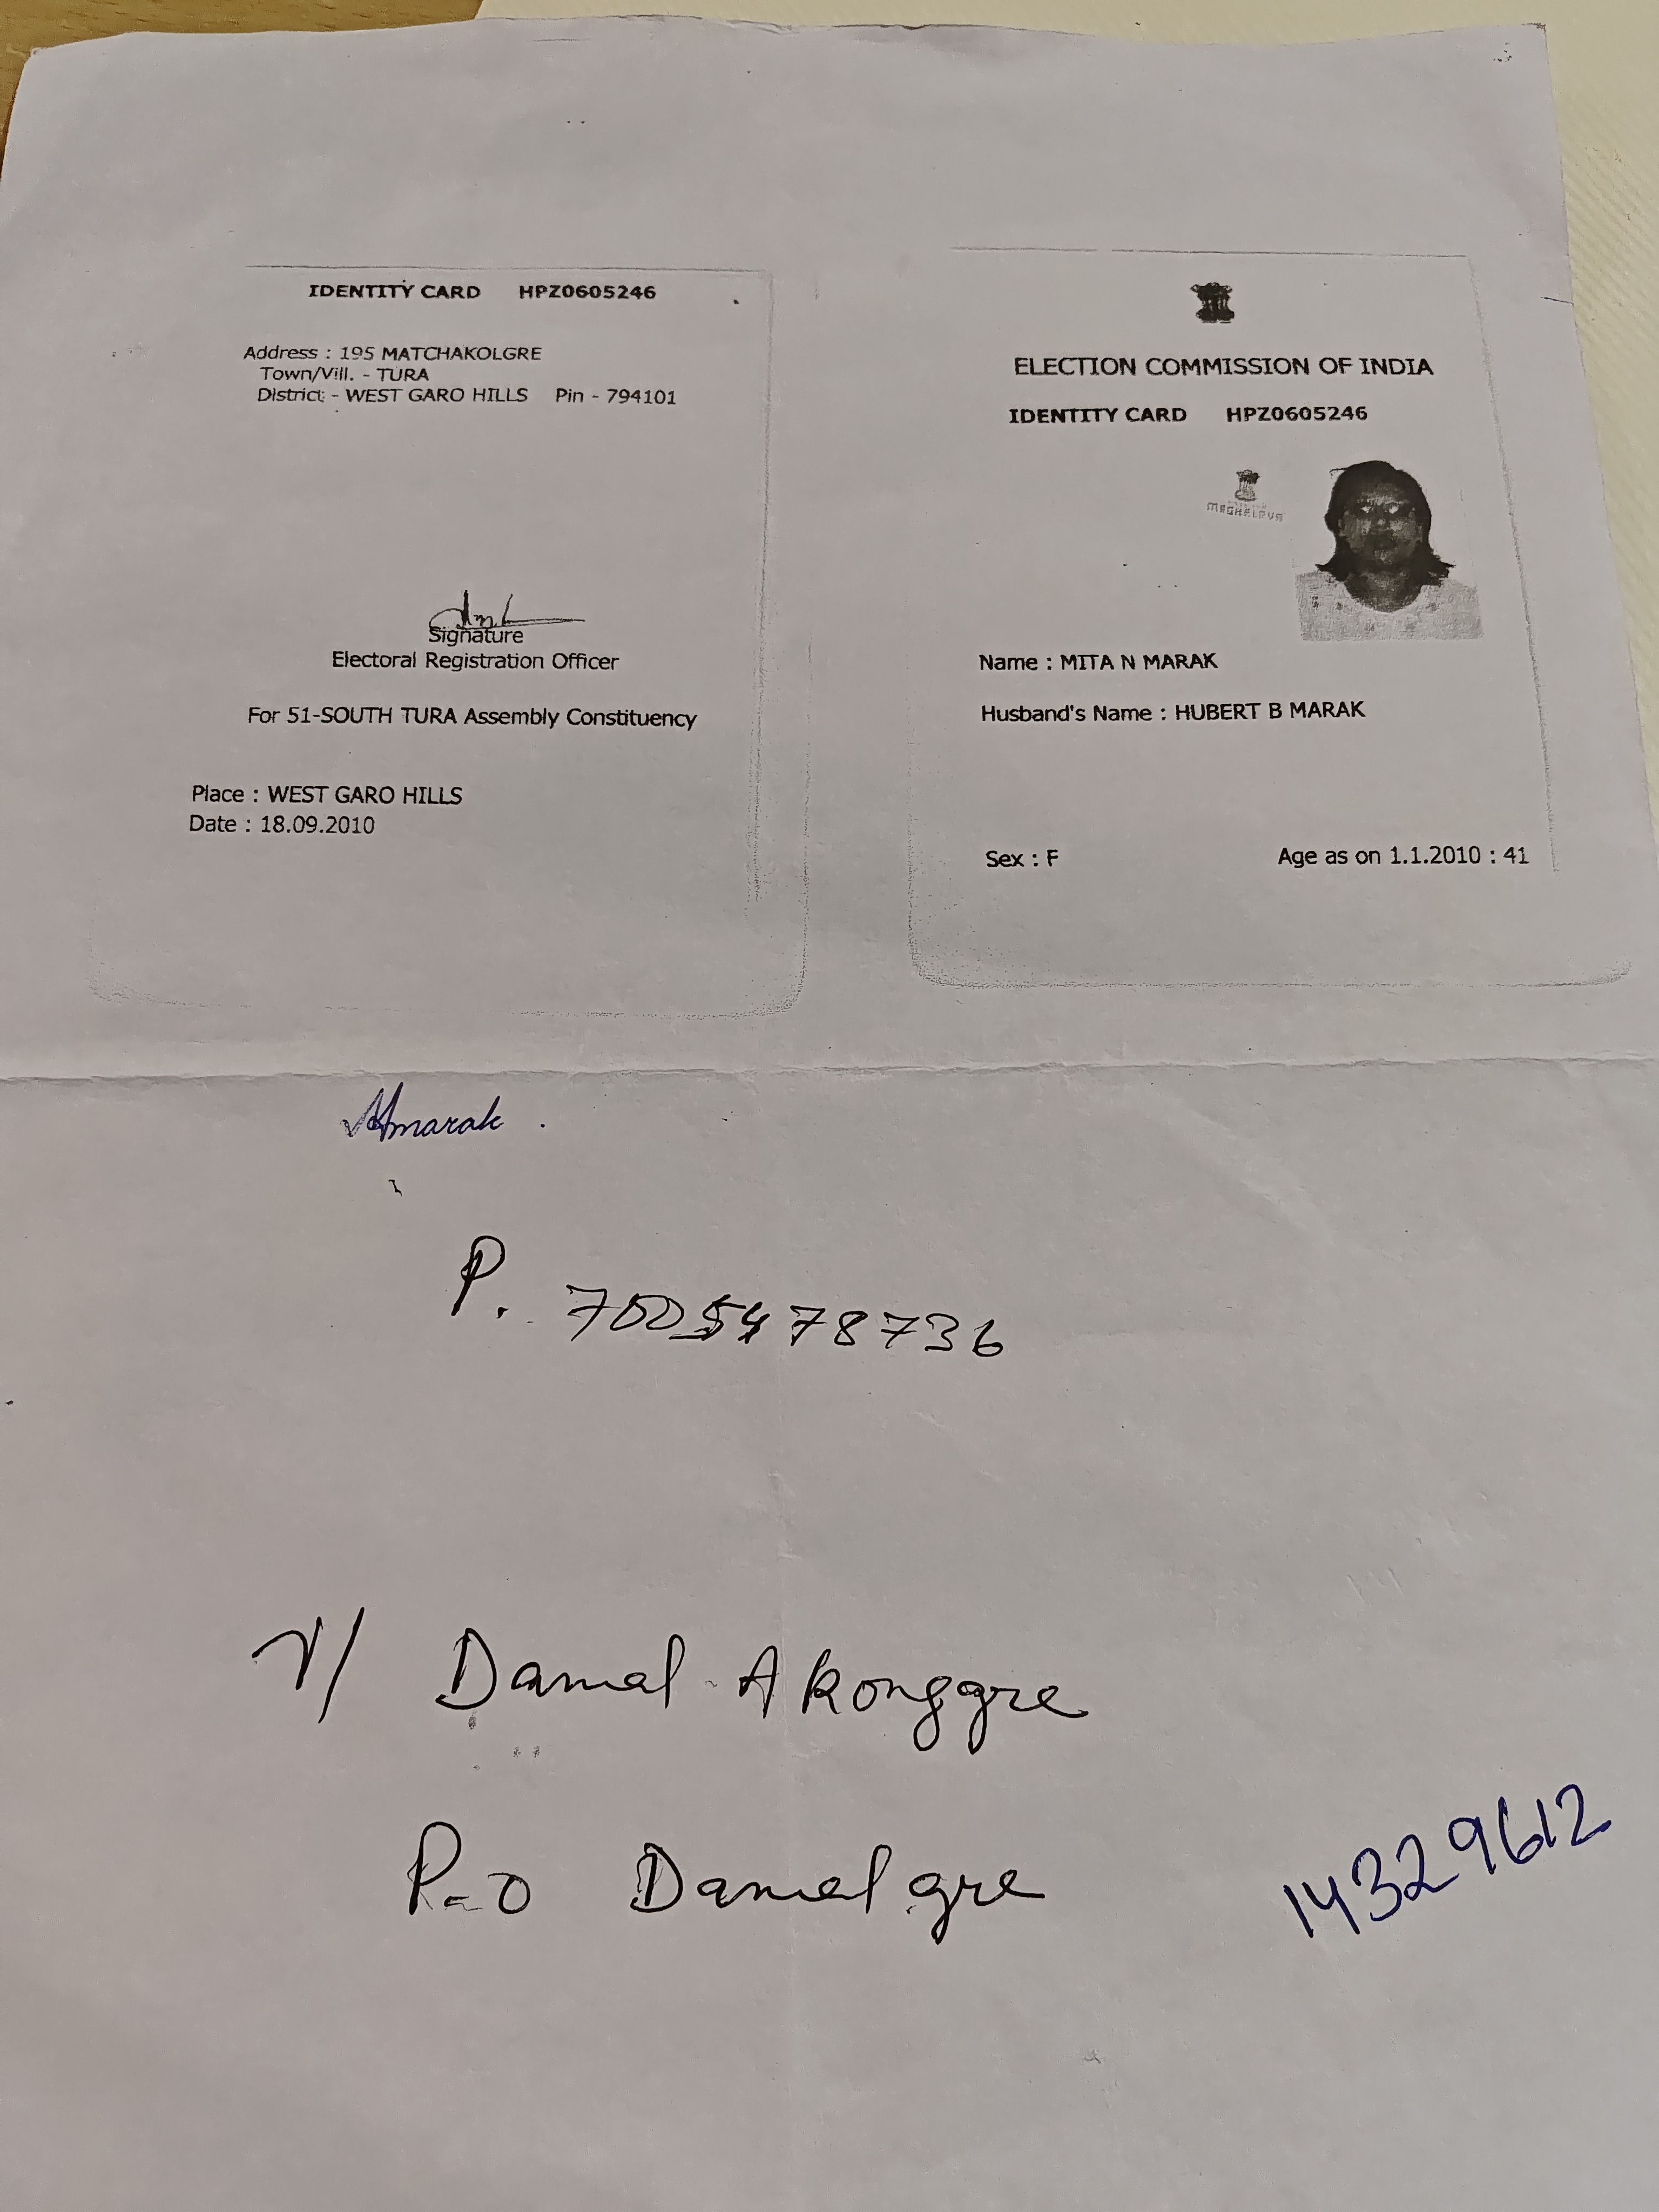 IDENTITY CARD HPZ0605246
Address : 195 MATCHAKOLGRE
Town/Vill. - TURA
District - WEST GARO HILLS Pin - 794101
Signature
Electoral Registration Officer
For 51-SOUTH TURA Assembly Constituency
Place : WEST GARO HILLS
Date : 18.09.2010
ELECTION COMMISSION OF INDIA
IDENTITY CARD HPZ0605246
MEGHALAYA
Name : MITA N MARAK
Husband's Name : HUBERT B MARAK
Sex : F Age as on 1.1.2010 : 41
marak
P. 7005478736
V/ Damal Akonggre
P-O Damalgre
14329612